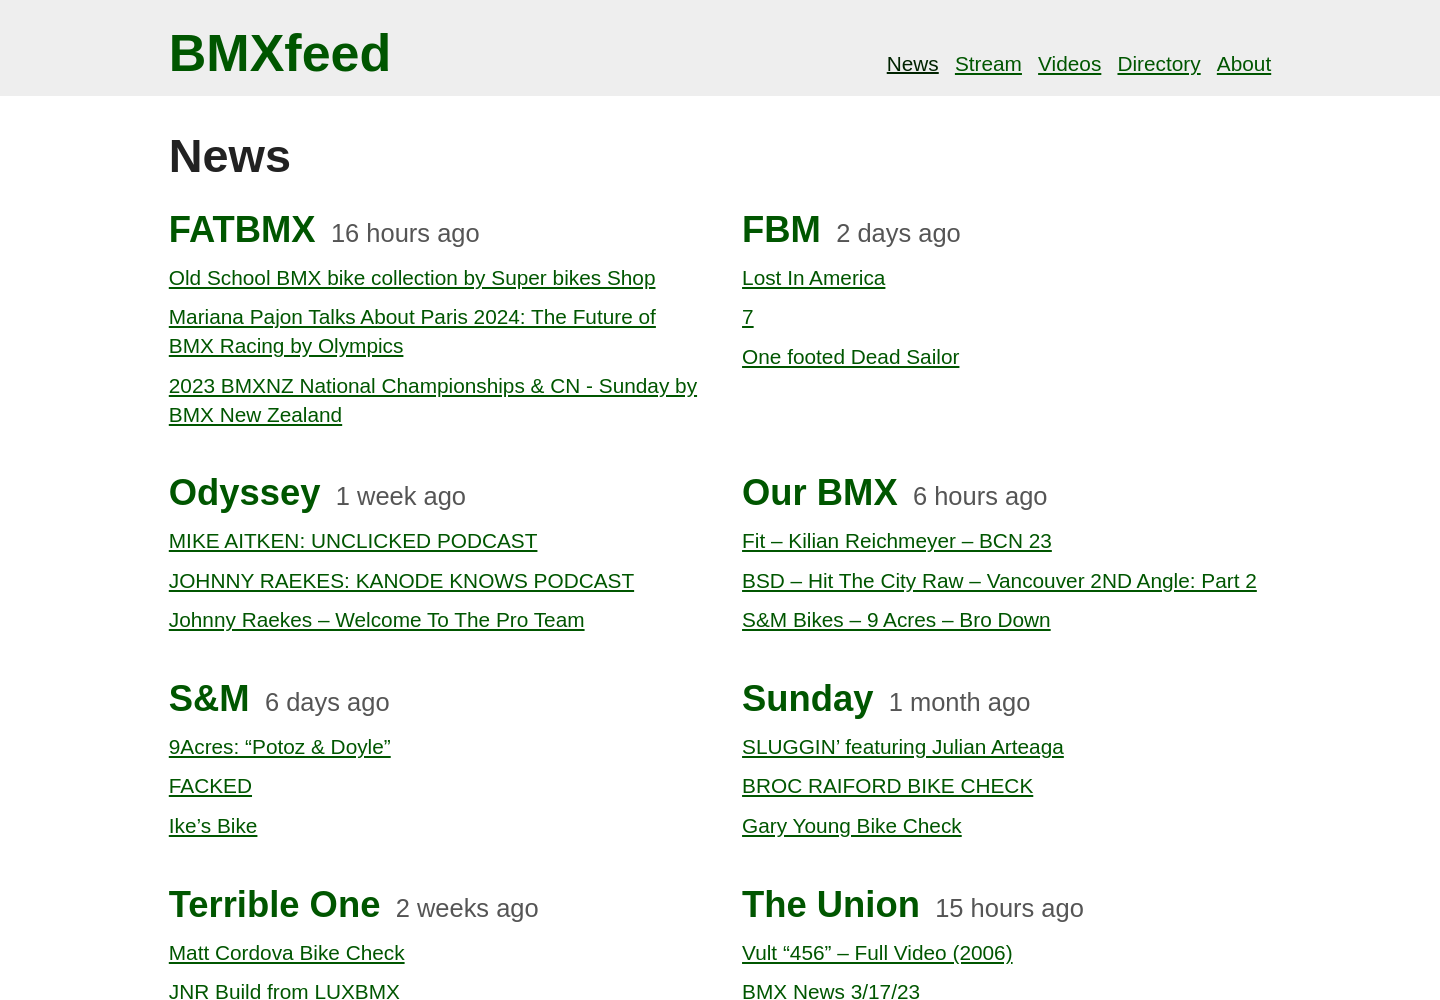 BMXfeed
News Stream Videos Directory About
News
FATBMX 16 hours ago
Old School BMX bike collection by Super bikes Shop
Mariana Pajon Talks About Paris 2024: The Future of
BMX Racing by Olympics
2023 BMXNZ National Championships & CN - Sunday by
BMX New Zealand
FBM 2 days ago
Lost In America
7
One footed Dead Sailor
Odyssey 1 week ago
MIKE AITKEN: UNCLICKED PODCAST
JOHNNY RAEKES: KANODE KNOWS PODCAST
Johnny Raekes – Welcome To The Pro Team
Our BMX 6 hours ago
Fit – Kilian Reichmeyer – BCN 23
BSD – Hit The City Raw – Vancouver 2ND Angle: Part 2
S&M Bikes – 9 Acres – Bro Down
S&M 6 days ago
9Acres: “Potoz & Doyle”
FACKED
Ike’s Bike
Sunday 1 month ago
SLUGGIN’ featuring Julian Arteaga
BROC RAIFORD BIKE CHECK
Gary Young Bike Check
Terrible One 2 weeks ago
Matt Cordova Bike Check
JNR Build from LUXBMX
The Union 15 hours ago
Vult “456” – Full Video (2006)
BMX News 3/17/23